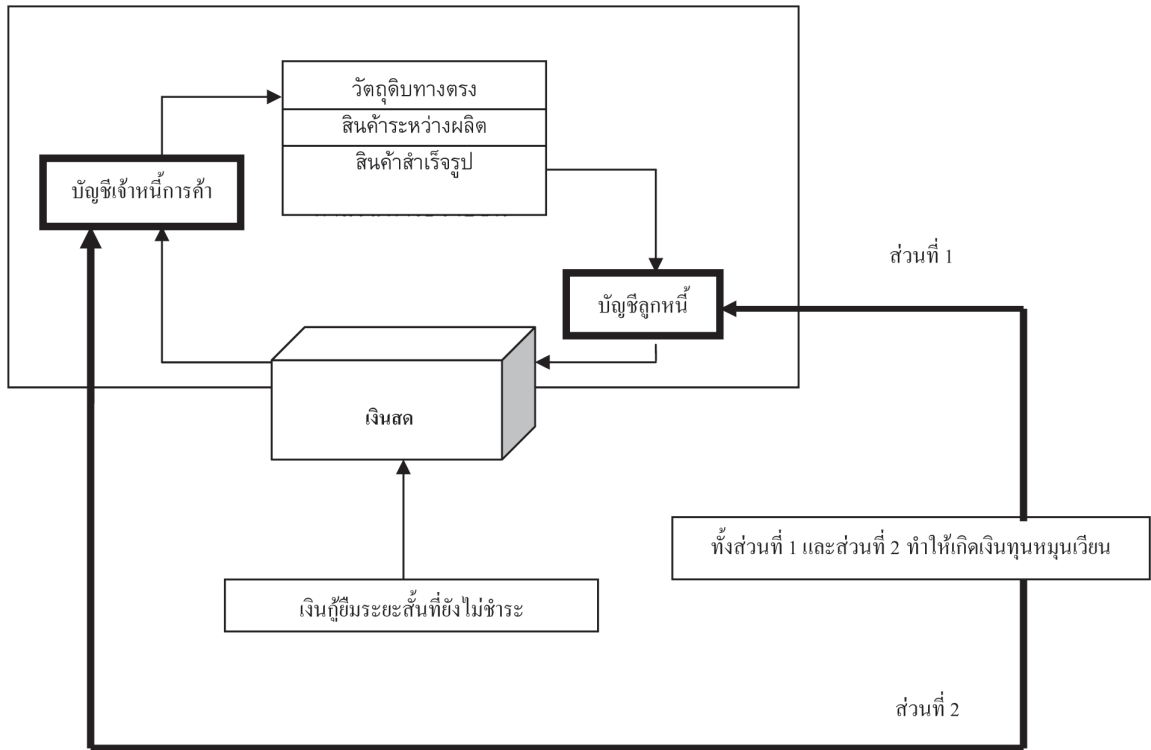 วัตถุดิบทางตรง
สินค้าระหว่างผลิต
สินค้าสำเร็จรูป
บัญชีเจ้าหนี้การค้า
ส่วนที่ 1
บัญชีลูกหนี้
เงินสด
ทั้งส่วนที่ 1 และส่วนที่ 2 ทำให้เกิดเงินทุนหมุนเวียน
เงินกู้ยืมระยะสั้นที่ยังไม่ชำระ
ส่วนที่ 2